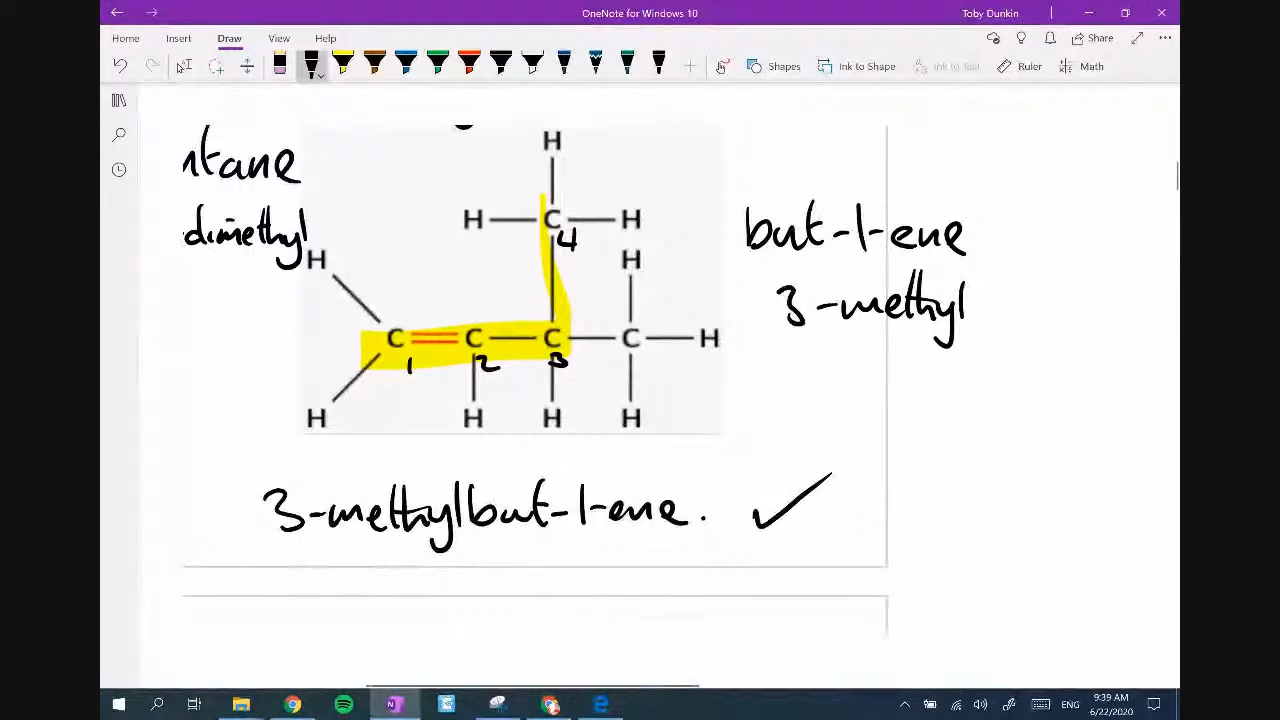 OneNote for Windows 10
Toby Dunkin
Home Insert Draw View Help
Share
Shapes Ink to Shape Ink to Text Ruler Math
ntane
dimethyl
H
H C H
4
H H
C C C C H
1 2 3
H H H H
but-1-ene
3-methyl
3-methylbut-1-ene.
ENG
9:39 AM
6/22/2020